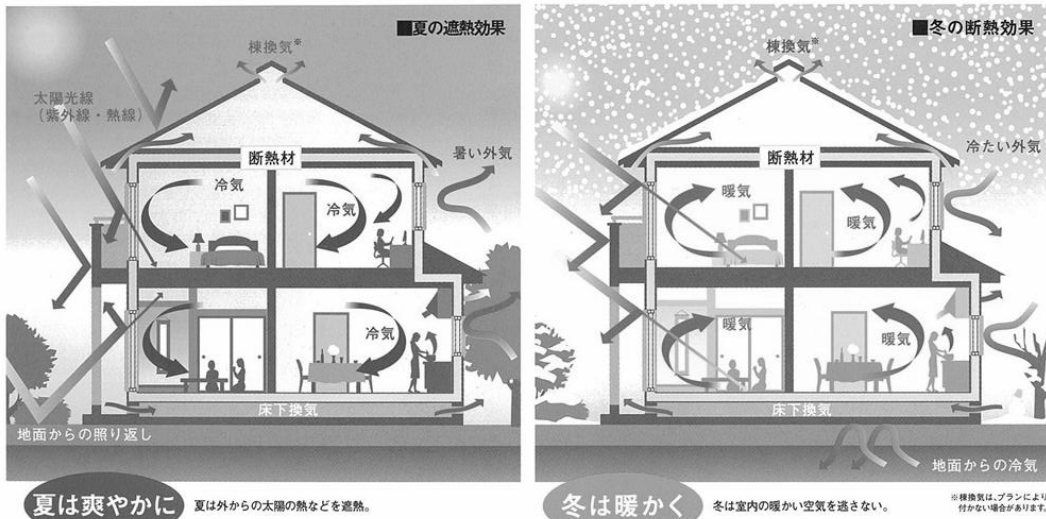 ■夏の遮熱効果
棟換気※
太陽光線
(紫外線・熱線)
断熱材
暑い外気
冷気
冷気
冷気
床下換気
地面からの照り返し
夏は爽やかに
夏は外からの太陽の熱などを遮熱。
■冬の断熱効果
棟換気※
断熱材
冷たい外気
暖気
暖気
暖気
暖気
床下換気
地面からの冷気
冬は暖かく
冬は室内の暖かい空気を逃さない。
※棟換気は、プランにより
付かない場合があります。